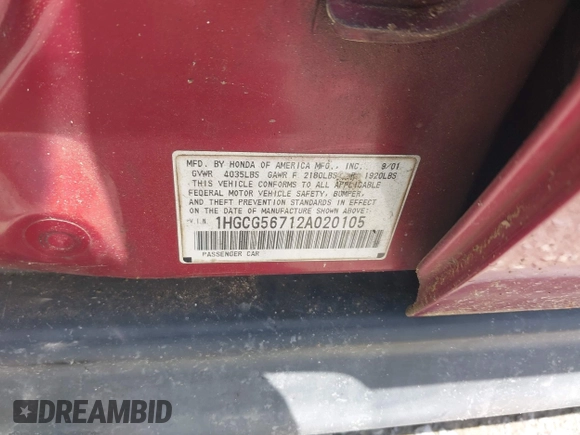 MFD. BY HONDA OF AMERICA MFG., INC. 9/01
GVWR 4035LBS GAWR F 2180LBS R 1920LBS
THIS VEHICLE CONFORMS TO ALL APPLICABLE
FEDERAL MOTOR VEHICLE SAFETY, BUMPER,
AND THEFT PREVENTION STANDARDS IN EFFECT
ON THE DATE OF MANUFACTURE SHOWN ABOVE.
V.I.N. 1HGCG56712A020105
PASSENGER CAR
DREAMBID